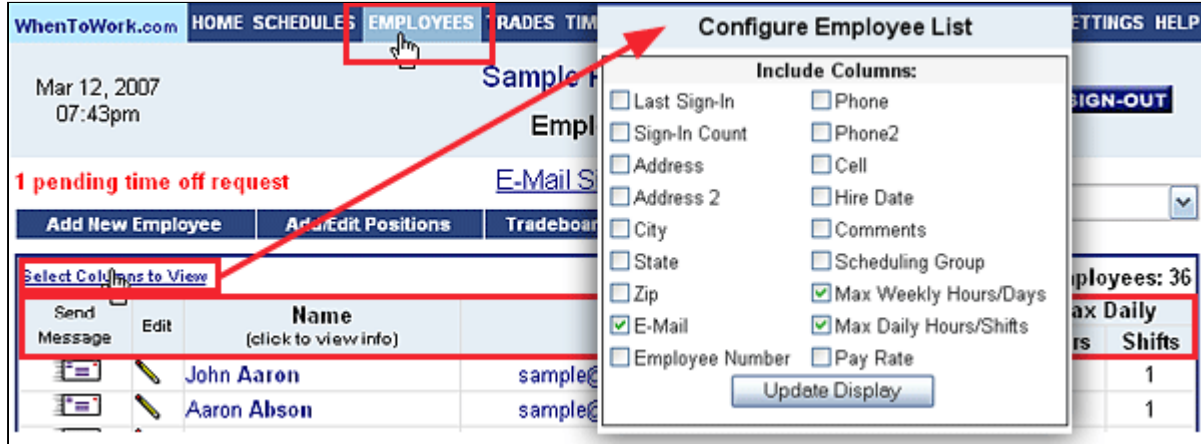 WhenToWork.com HOME SCHEDULES EMPLOYEES TRADES TIM
ETTINGS HELP
Mar 12, 2007
07:43pm
Sample
Empl
SIGN-OUT
1 pending time off request
E-Mail S
Add New Employee
Add/Edit Positions
Tradeboar
Select Columns to View
ployees: 36
Send
Message
Edit
Name
(click to view info)
ax Daily
rs
Shifts
John Aaron
sample@
1
Aaron Abson
sample@
1
Configure Employee List
Include Columns:
Last Sign-In
Phone
Sign-In Count
Phone2
Address
Cell
Address 2
Hire Date
City
Comments
State
Scheduling Group
Zip
Max Weekly Hours/Days
E-Mail
Max Daily Hours/Shifts
Employee Number
Pay Rate
Update Display